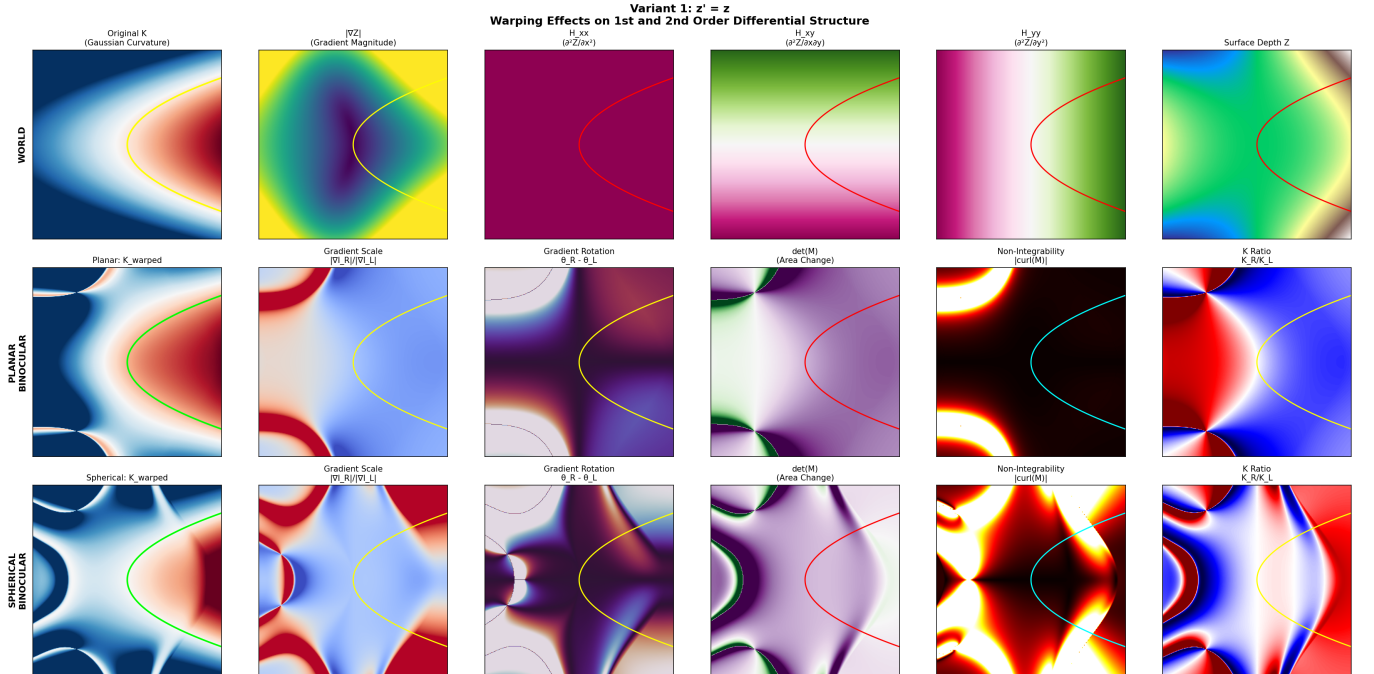 Variant 1: z' = z
Warping Effects on 1st and 2nd Order Differential Structure
Original K
(Gaussian Curvature)
|∇Z|
(Gradient Magnitude)
H_xx
(∂²Z/∂x²)
H_xy
(∂²Z/∂x∂y)
H_yy
(∂²Z/∂y²)
Surface Depth Z
WORLD
Planar: K_warped
Gradient Scale
|∇I_R|/|∇I_L|
Gradient Rotation
θ_R - θ_L
det(M)
(Area Change)
Non-Integrability
|curl(M)|
K Ratio
K_R/K_L
PLANAR
BINOCULAR
Spherical: K_warped
Gradient Scale
|∇I_R|/|∇I_L|
Gradient Rotation
θ_R - θ_L
det(M)
(Area Change)
Non-Integrability
|curl(M)|
K Ratio
K_R/K_L
SPHERICAL
BINOCULAR